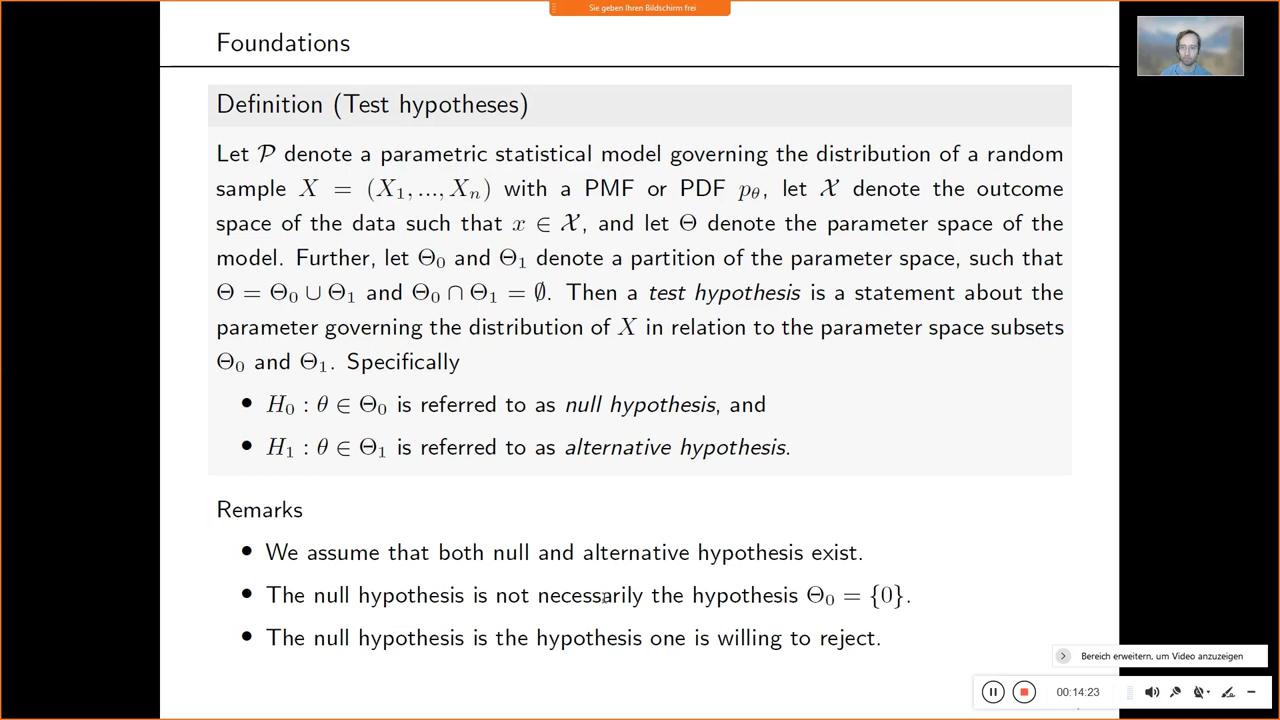 Sie geben Ihren Bildschirm frei
Foundations
Definition (Test hypotheses)
Let 𝒫 denote a parametric statistical model governing the distribution of a random
sample X = (X₁, ..., Xₙ) with a PMF or PDF p_θ, let 𝒳 denote the outcome
space of the data such that x ∈ 𝒳, and let Θ denote the parameter space of the
model. Further, let Θ₀ and Θ₁ denote a partition of the parameter space, such that
Θ = Θ₀ ∪ Θ₁ and Θ₀ ∩ Θ₁ = ∅. Then a test hypothesis is a statement about the
parameter governing the distribution of X in relation to the parameter space subsets
Θ₀ and Θ₁. Specifically
• H₀ : θ ∈ Θ₀ is referred to as null hypothesis, and
• H₁ : θ ∈ Θ₁ is referred to as alternative hypothesis.
Remarks
• We assume that both null and alternative hypothesis exist.
• The null hypothesis is not necessarily the hypothesis Θ₀ = {0}.
• The null hypothesis is the hypothesis one is willing to reject.
Bereich erweitern, um Video anzuzeigen
00:14:23